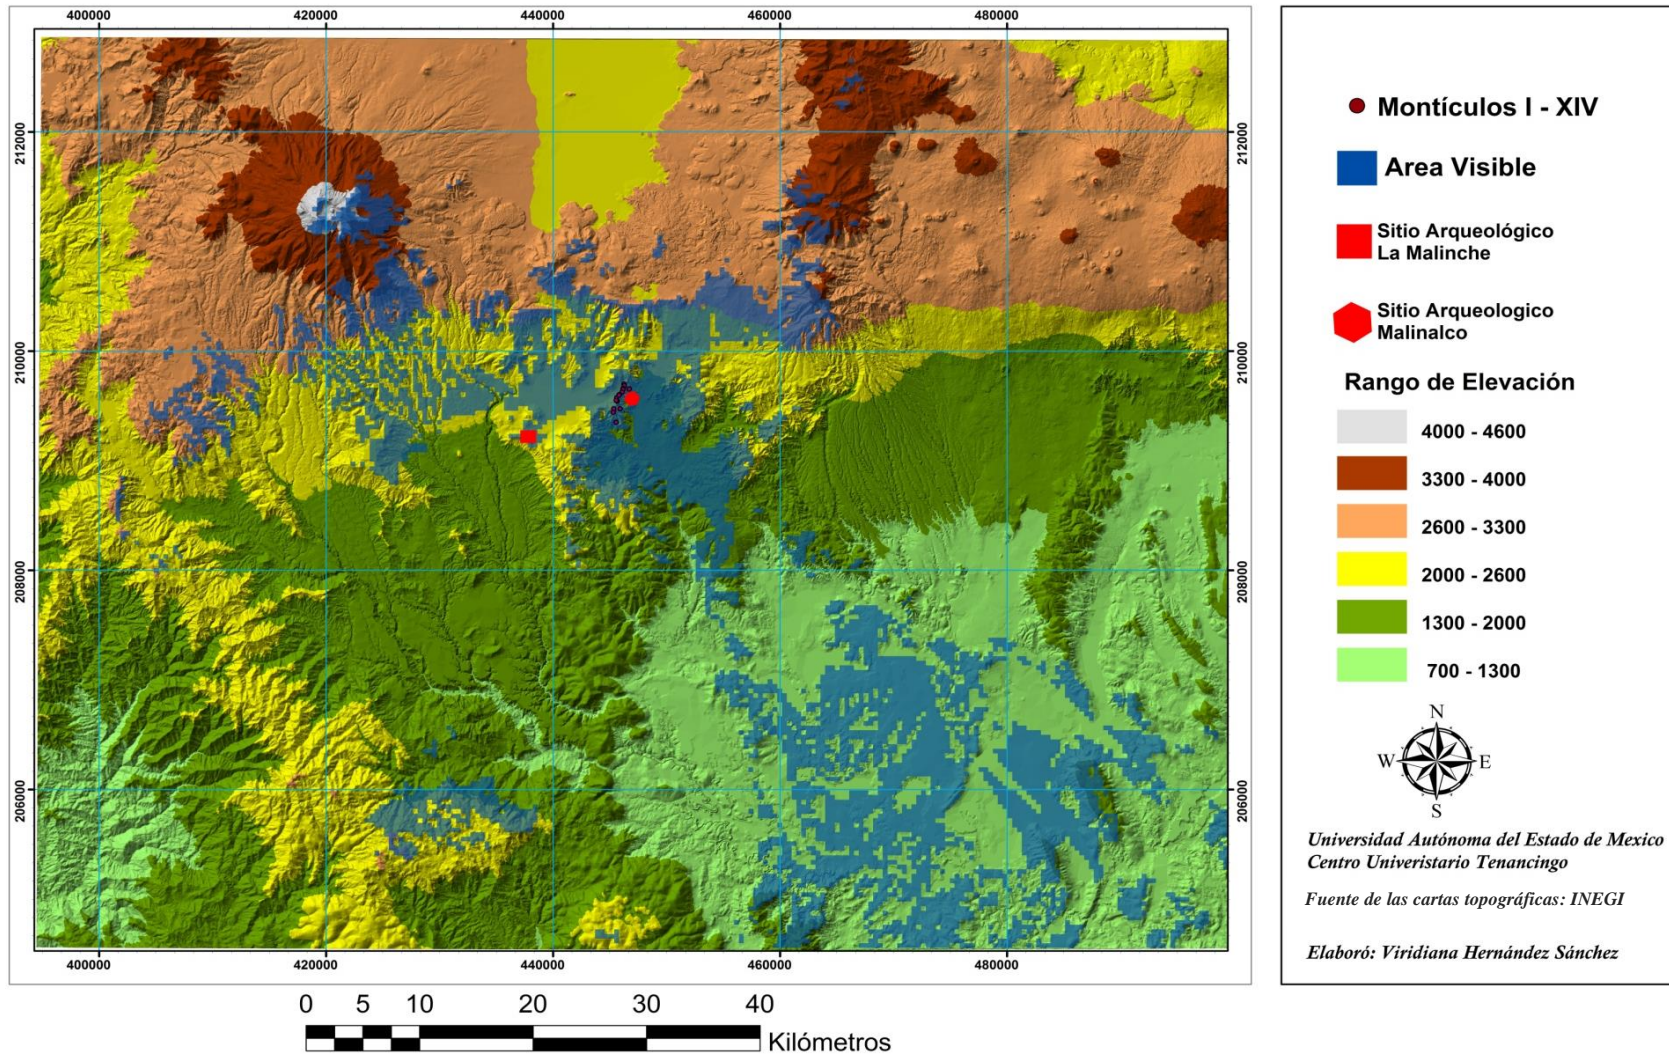 400000 420000 440000 460000 480000
212000 212000
210000 210000
208000 208000
206000 206000
400000 420000 440000 460000 480000
0 5 10 20 30 40
Kilómetros
Montículos I - XIV
Area Visible
Sitio Arqueológico
La Malinche
Sitio Arqueologico
Malinalco
Rango de Elevación
4000 - 4600
3300 - 4000
2600 - 3300
2000 - 2600
1300 - 2000
700 - 1300
N
W E
S
Universidad Autónoma del Estado de Mexico
Centro Univeristario Tenancingo
Fuente de las cartas topográficas: INEGI
Elaboró: Viridiana Hernández Sánchez